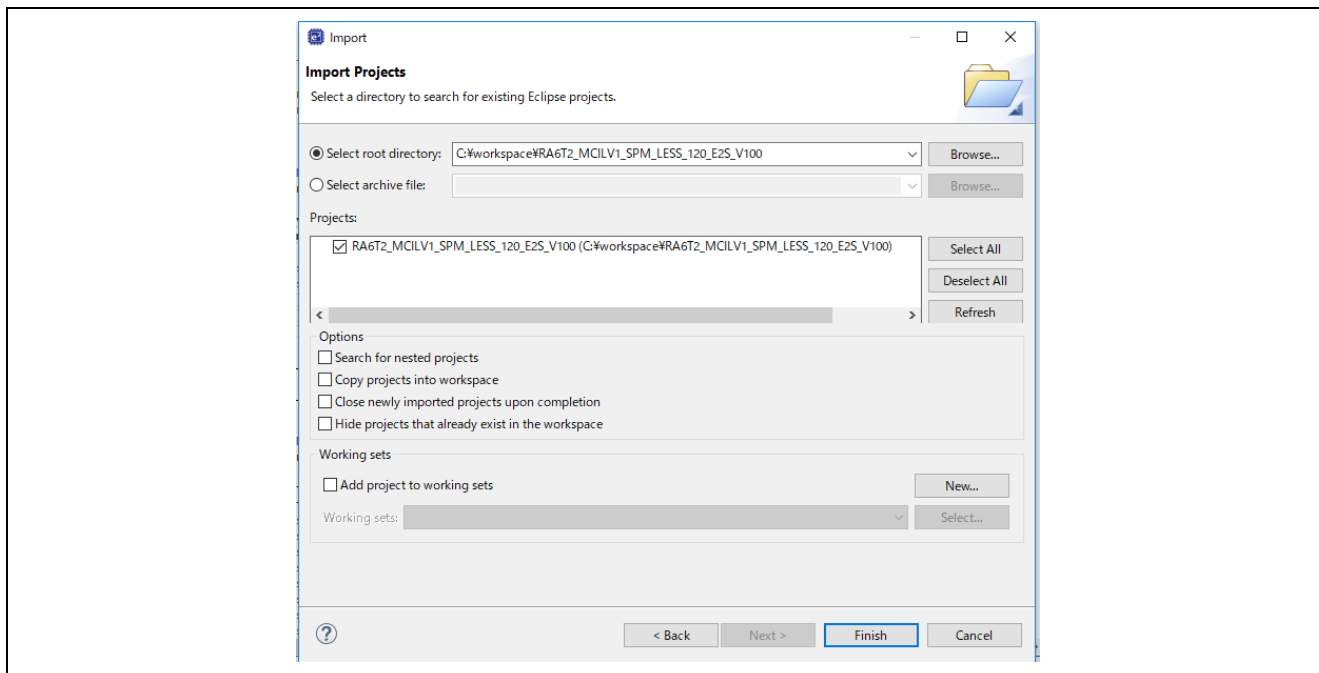 Import
Import Projects
Select a directory to search for existing Eclipse projects.
Select root directory: C:¥workspace¥RA6T2_MCILV1_SPM_LESS_120_E2S_V100 Browse...
Select archive file: Browse...
Projects:
RA6T2_MCILV1_SPM_LESS_120_E2S_V100 (C:¥workspace¥RA6T2_MCILV1_SPM_LESS_120_E2S_V100) Select All
Deselect All
Refresh
Options
Search for nested projects
Copy projects into workspace
Close newly imported projects upon completion
Hide projects that already exist in the workspace
Working sets
Add project to working sets New...
Working sets: Select...
? < Back Next > Finish Cancel